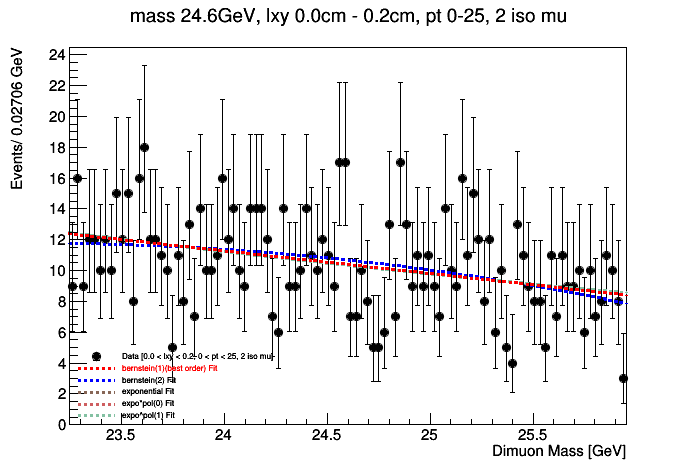 mass 24.6GeV, lxy 0.0cm - 0.2cm, pt 0-25, 2 iso mu
Events/ 0.02706 GeV
24
22
20
18
16
14
12
10
8
6
4
2
0
Data [0.0 < lxy < 0.2, 0 < pt < 25, 2 iso mu]
bernstein(1)(best order) Fit
bernstein(2) Fit
exponential Fit
expo*pol(0) Fit
expo*pol(1) Fit
23.5 24 24.5 25 25.5
Dimuon Mass [GeV]